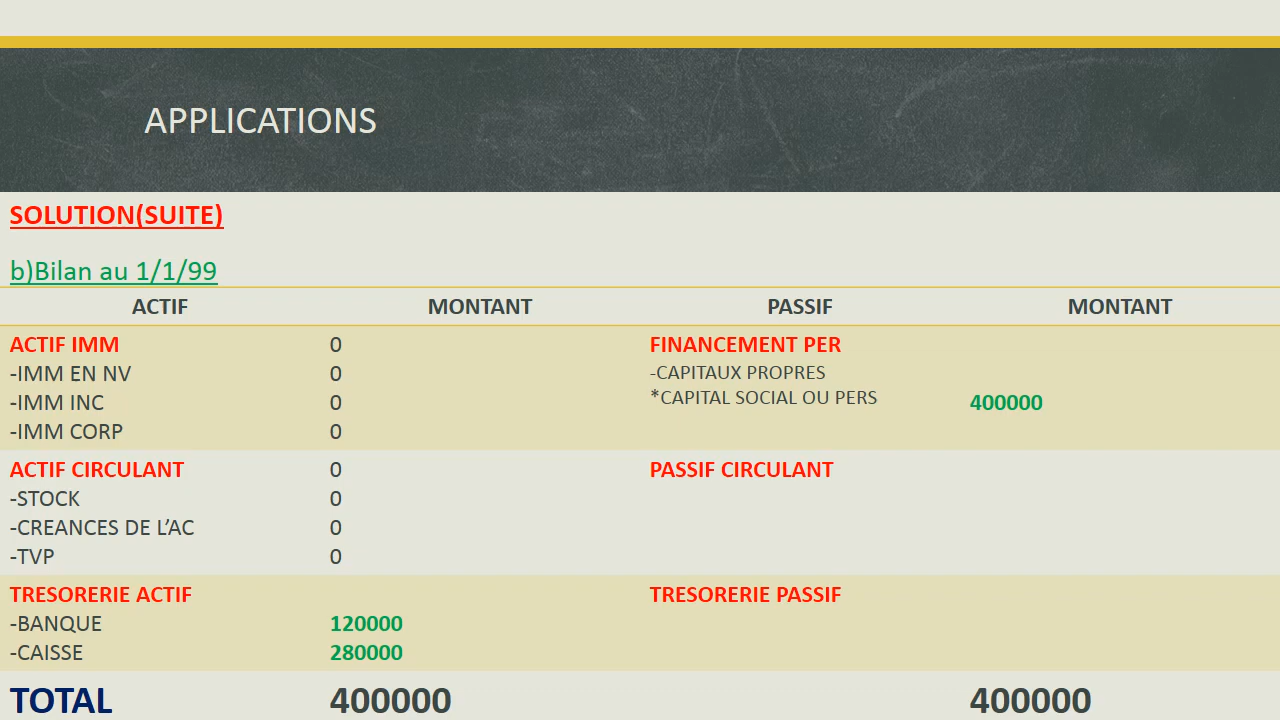 APPLICATIONS
SOLUTION(SUITE)
b)Bilan au 1/1/99
ACTIF MONTANT PASSIF MONTANT
ACTIF IMM 0 FINANCEMENT PER
-IMM EN NV 0 -CAPITAUX PROPRES
-IMM INC 0 *CAPITAL SOCIAL OU PERS 400000
-IMM CORP 0
ACTIF CIRCULANT 0 PASSIF CIRCULANT
-STOCK 0
-CREANCES DE L’AC 0
-TVP 0
TRESORERIE ACTIF TRESORERIE PASSIF
-BANQUE 120000
-CAISSE 280000
TOTAL 400000 400000